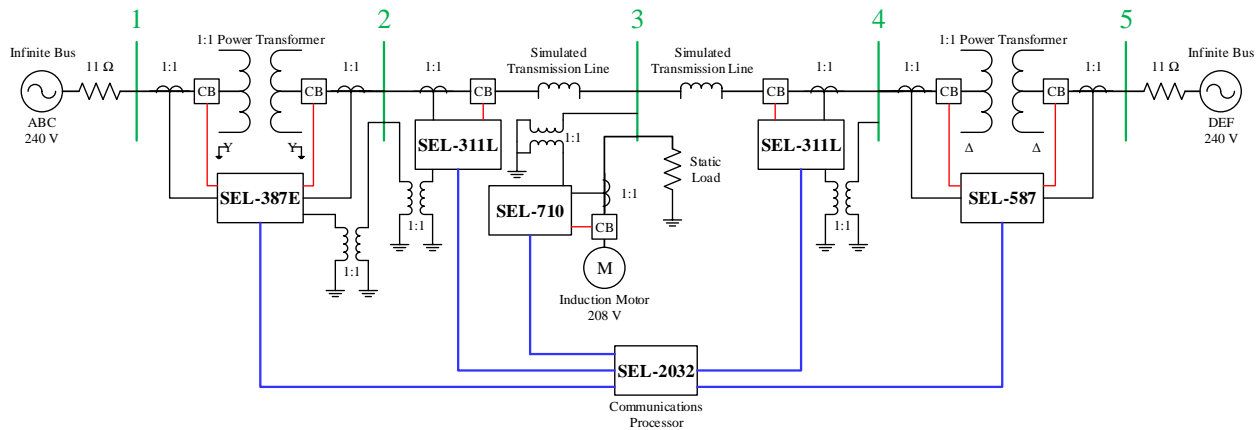 1
2
3
4
5
Infinite Bus
ABC
240 V
11 Ω
1:1
CB
1:1 Power Transformer
Y
Y
CB
1:1
SEL-387E
1:1
1:1
CB
SEL-311L
1:1
Simulated
Transmission Line
1:1
SEL-710
1:1
CB
M
Induction Motor
208 V
Static
Load
Simulated
Transmission Line
CB
1:1
SEL-311L
1:1
1:1
CB
1:1 Power Transformer
Δ
Δ
CB
1:1
SEL-587
11 Ω
Infinite Bus
DEF
240 V
SEL-2032
Communications
Processor